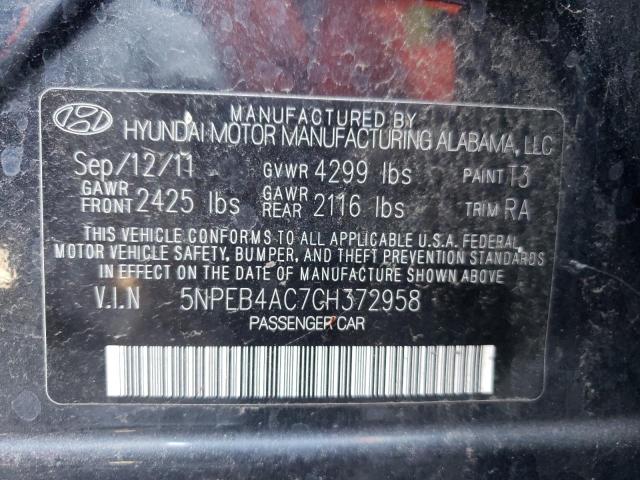 MANUFACTURED BY
HYUNDAI MOTOR MANUFACTURING ALABAMA, LLC
Sep/12/11 GVWR 4299 lbs PAINT T3
GAWR FRONT 2425 lbs GAWR REAR 2116 lbs TRIM RA
THIS VEHICLE CONFORMS TO ALL APPLICABLE U.S.A. FEDERAL
MOTOR VEHICLE SAFETY, BUMPER, AND THEFT PREVENTION STANDARDS
IN EFFECT ON THE DATE OF MANUFACTURE SHOWN ABOVE.
V.I.N 5NPEB4AC7CH372958
PASSENGER CAR